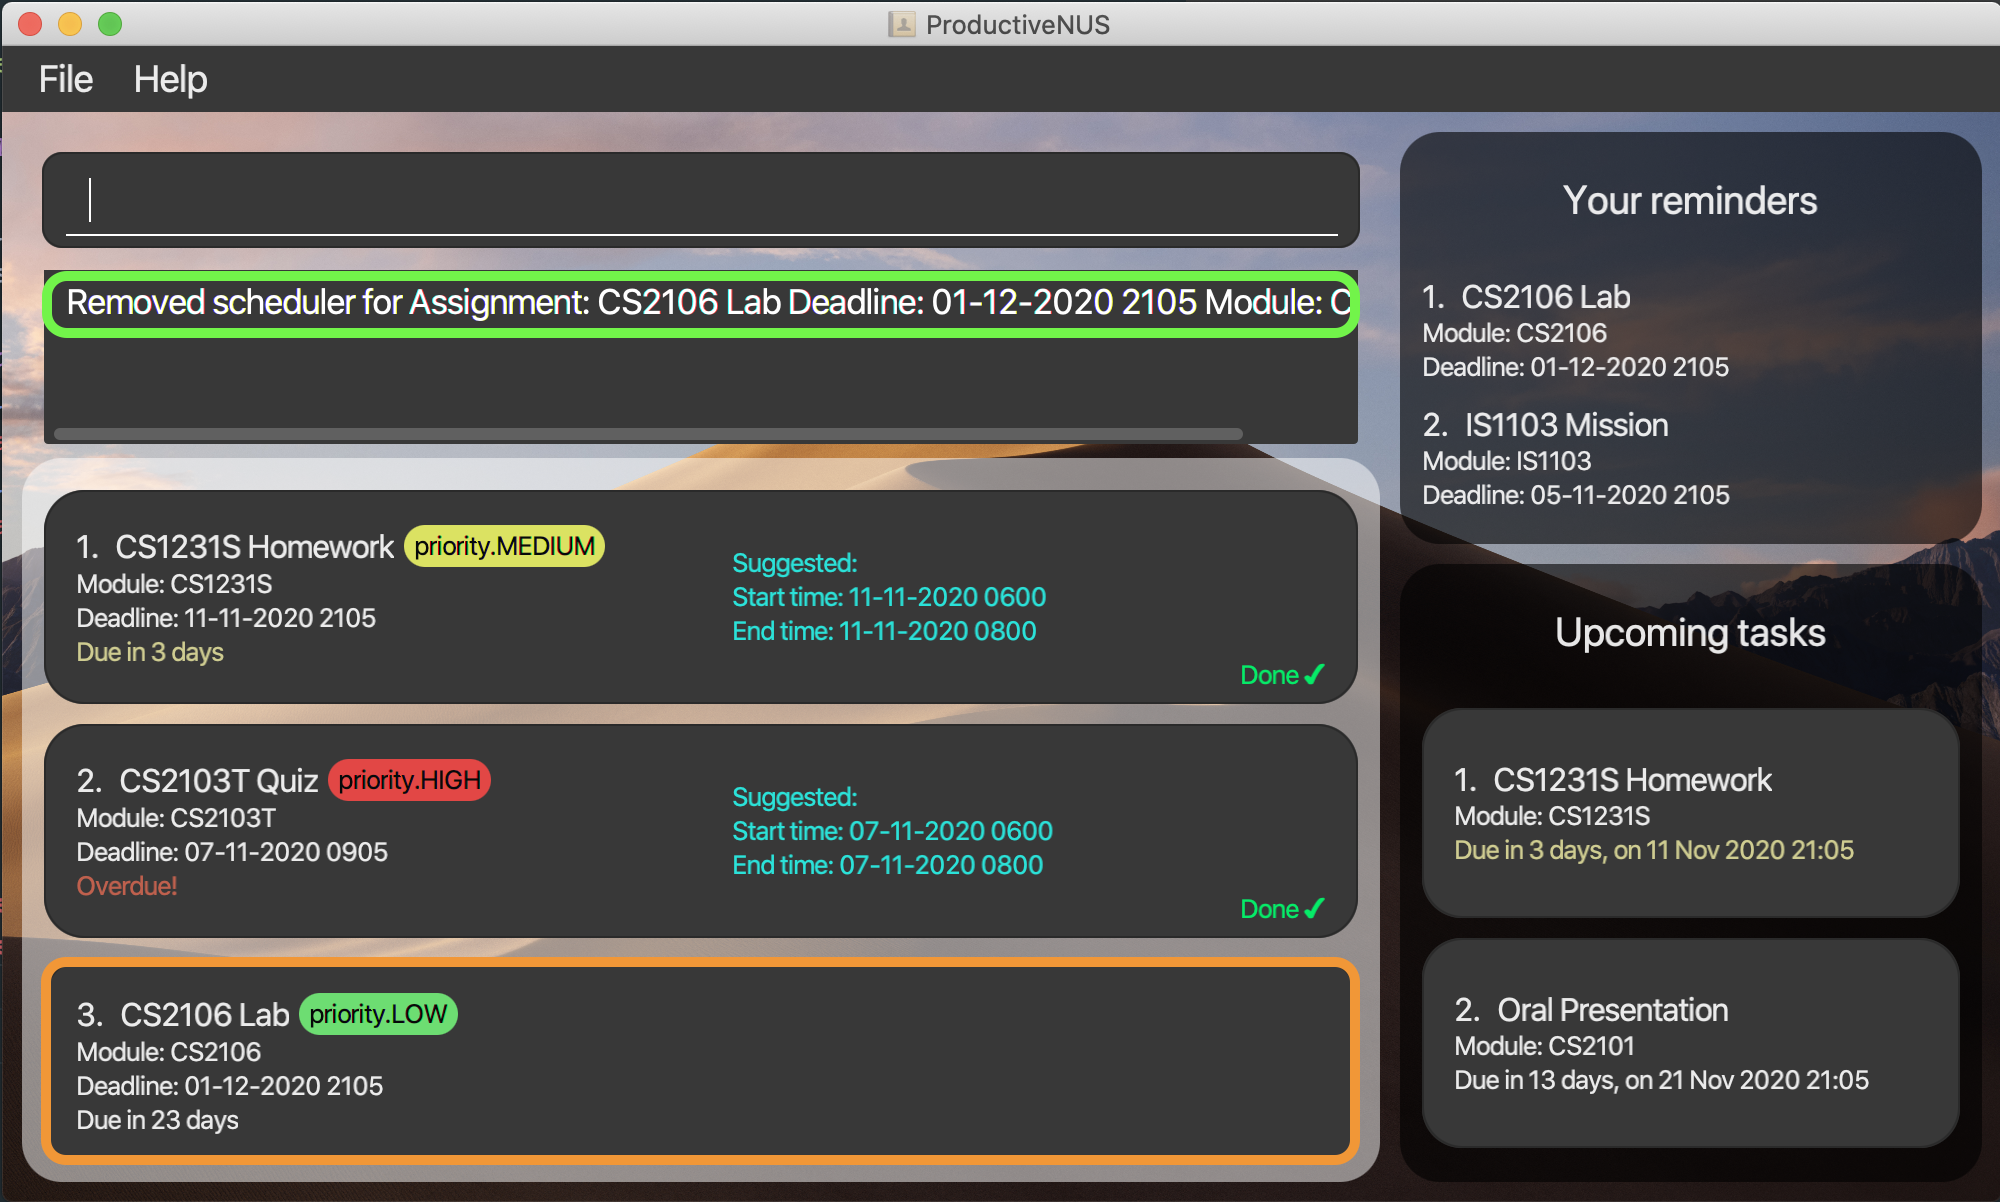 ProductiveNUS
File Help
Removed scheduler for Assignment: CS2106 Lab Deadline: 01-12-2020 2105 Module: C
1. CS1231S Homework priority.MEDIUM
Module: CS1231S
Deadline: 11-11-2020 2105
Due in 3 days
Suggested:
Start time: 11-11-2020 0600
End time: 11-11-2020 0800
Done ✓
2. CS2103T Quiz priority.HIGH
Module: CS2103T
Deadline: 07-11-2020 0905
Overdue!
Suggested:
Start time: 07-11-2020 0600
End time: 07-11-2020 0800
Done ✓
3. CS2106 Lab priority.LOW
Module: CS2106
Deadline: 01-12-2020 2105
Due in 23 days
Your reminders
1. CS2106 Lab
Module: CS2106
Deadline: 01-12-2020 2105
2. IS1103 Mission
Module: IS1103
Deadline: 05-11-2020 2105
Upcoming tasks
1. CS1231S Homework
Module: CS1231S
Due in 3 days, on 11 Nov 2020 21:05
2. Oral Presentation
Module: CS2101
Due in 13 days, on 21 Nov 2020 21:05